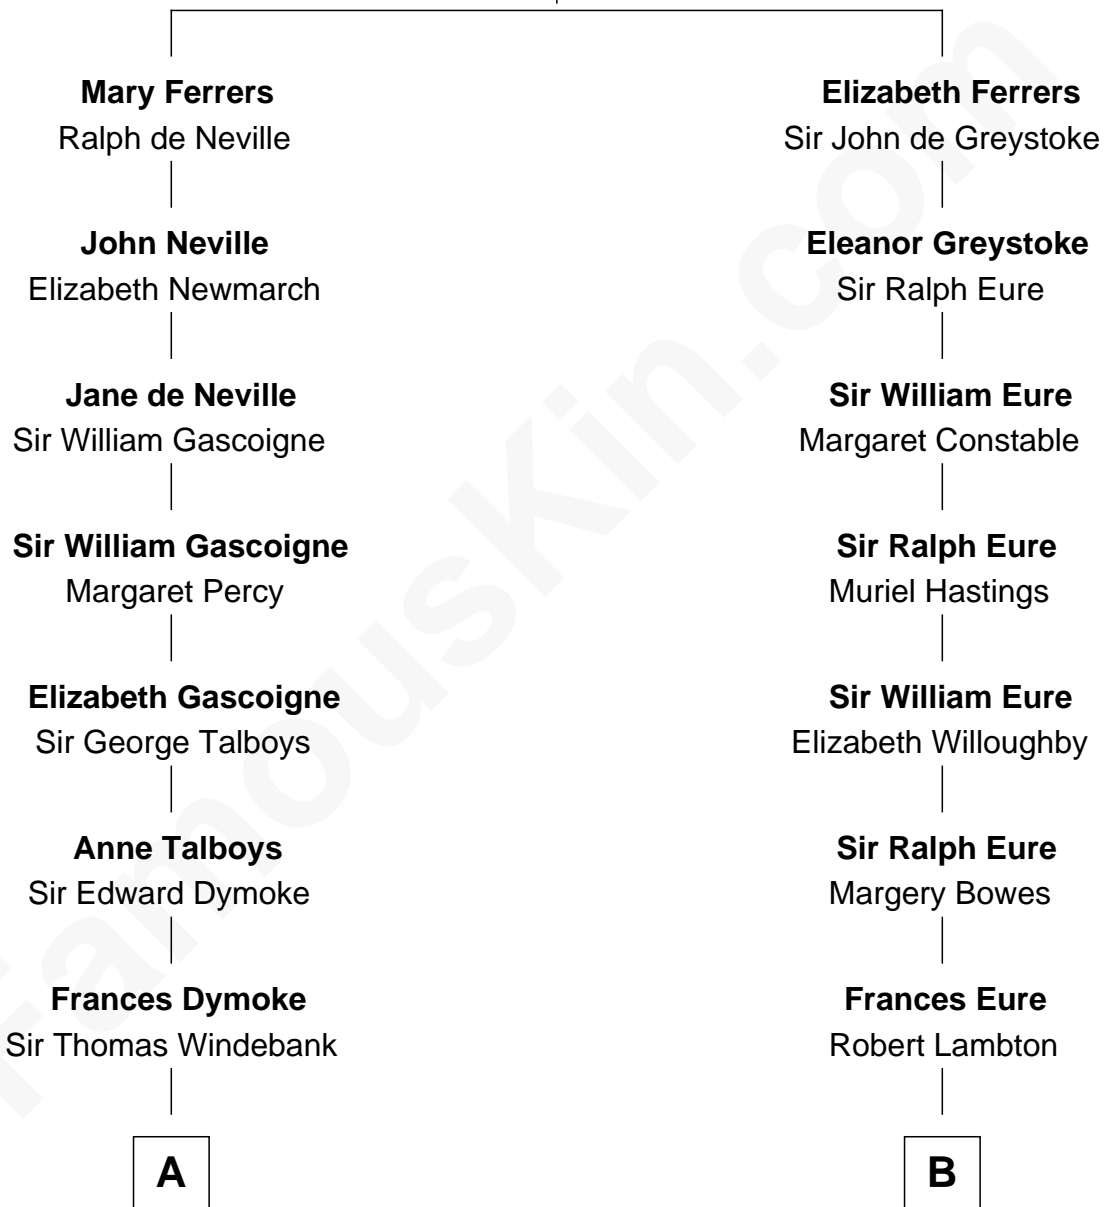 Mary Ferrers
Ralph de Neville
John Neville
Elizabeth Newmarch
Jane de Neville
Sir William Gascoigne
Sir William Gascoigne
Margaret Percy
Elizabeth Gascoigne
Sir George Talboys
Anne Talboys
Sir Edward Dymoke
Frances Dymoke
Sir Thomas Windebank
A
Elizabeth Ferrers
Sir John de Greystoke
Eleanor Greystoke
Sir Ralph Eure
Sir William Eure
Margaret Constable
Sir Ralph Eure
Muriel Hastings
Sir William Eure
Elizabeth Willoughby
Sir Ralph Eure
Margery Bowes
Frances Eure
Robert Lambton
B
FamousKin.com